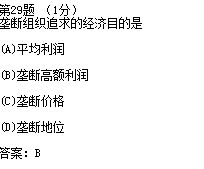 第29题 （1分）
垄断组织追求的经济目的是
(A)平均利润
(B)垄断高额利润
(C)垄断价格
(D)垄断地位
答案: B